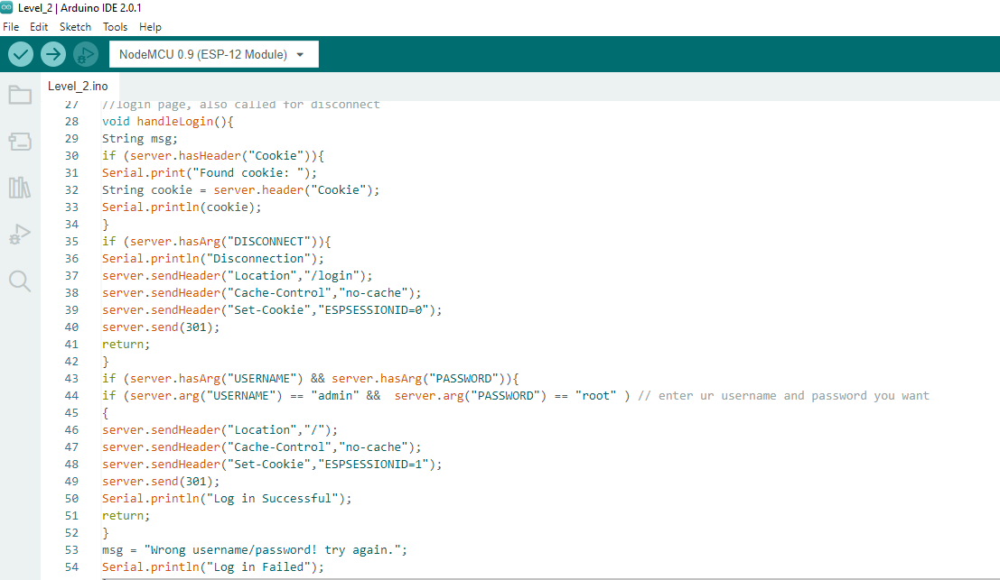 Level_2 | Arduino IDE 2.0.1
File Edit Sketch Tools Help
NodeMCU 0.9 (ESP-12 Module)
Level_2.ino
27 //login page, also called for disconnect
28 void handleLogin(){
29 String msg;
30 if (server.hasHeader("Cookie")){
31 Serial.print("Found cookie: ");
32 String cookie = server.header("Cookie");
33 Serial.println(cookie);
34 }
35 if (server.hasArg("DISCONNECT")){
36 Serial.println("Disconnection");
37 server.sendHeader("Location","/login");
38 server.sendHeader("Cache-Control","no-cache");
39 server.sendHeader("Set-Cookie","ESPSESSIONID=0");
40 server.send(301);
41 return;
42 }
43 if (server.hasArg("USERNAME") && server.hasArg("PASSWORD")){
44 if (server.arg("USERNAME") == "admin" &&  server.arg("PASSWORD") == "root" ) // enter ur username and password you want
45 {
46 server.sendHeader("Location","/");
47 server.sendHeader("Cache-Control","no-cache");
48 server.sendHeader("Set-Cookie","ESPSESSIONID=1");
49 server.send(301);
50 Serial.println("Log in Successful");
51 return;
52 }
53 msg = "Wrong username/password! try again.";
54 Serial.println("Log in Failed");